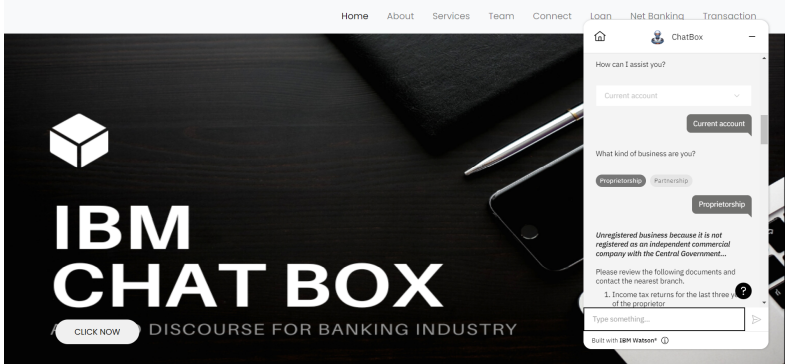 Home About Services Team Connect Loan Net Banking Transaction
IBM
CHAT BOX
CLICK NOW
DISCOURSE FOR BANKING INDUSTRY
ChatBox
How can I assist you?
Current account
Current account
What kind of business are you?
Proprietorship Partnership
Proprietorship
Unregistered business because it is not
registered as an independent commercial
company with the Central Government...
Please review the following documents and
contact the nearest branch.
1. Income tax returns for the last three
of the proprietor
?
Type something...
Built with IBM Watson®